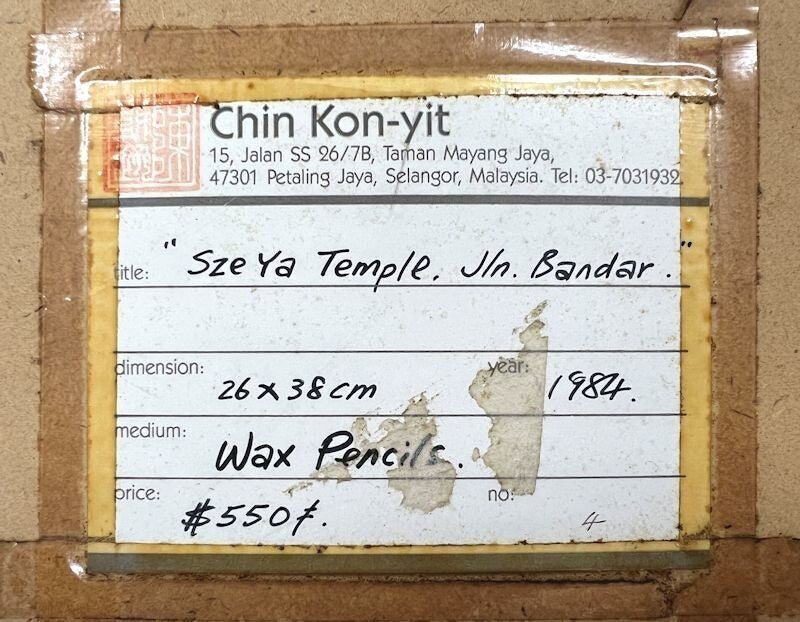 Chin Kon-yit
15, Jalan SS 26/7B, Taman Mayang Jaya,
47301 Petaling Jaya, Selangor, Malaysia. Tel: 03-7031932
title: "Sze Ya Temple. Jln. Bandar."
dimension: 26 x 38 cm year: 1984.
medium: Wax Pencils.
price: $550/. no: 4